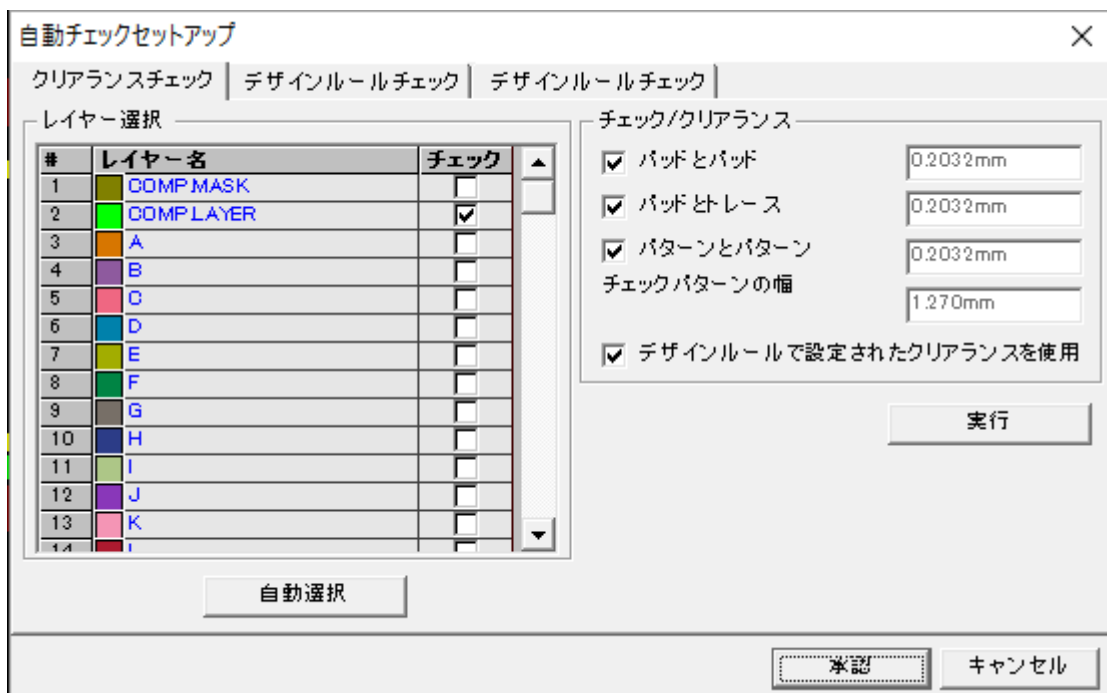 自動チェックセットアップ
クリアランスチェック デザインルールチェック デザインルールチェック
レイヤー選択
# レイヤー名 チェック
1 COMP.MASK
2 COMP.LAYER
3 A
4 B
5 C
6 D
7 E
8 F
9 G
10 H
11 I
12 J
13 K
14 L
自動選択
チェック/クリアランス
パッドとパッド 0.2032mm
パッドとトレース 0.2032mm
パターンとパターン 0.2032mm
チェックパターンの幅 1.270mm
デザインルールで設定されたクリアランスを使用
実行
承認 キャンセル